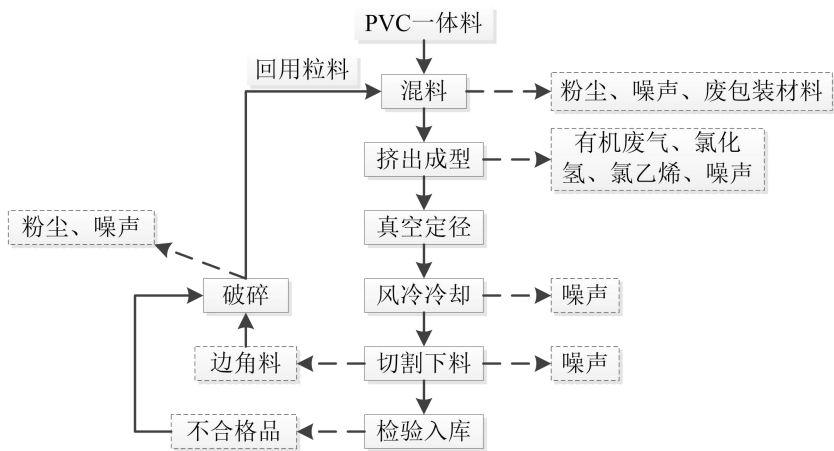 PVC一体料
回用粒料
混料
粉尘、噪声、废包装材料
挤出成型
有机废气、氯化
氢、氯乙烯、噪声
粉尘、噪声
真空定径
破碎
风冷冷却
噪声
边角料
切割下料
噪声
不合格品
检验入库